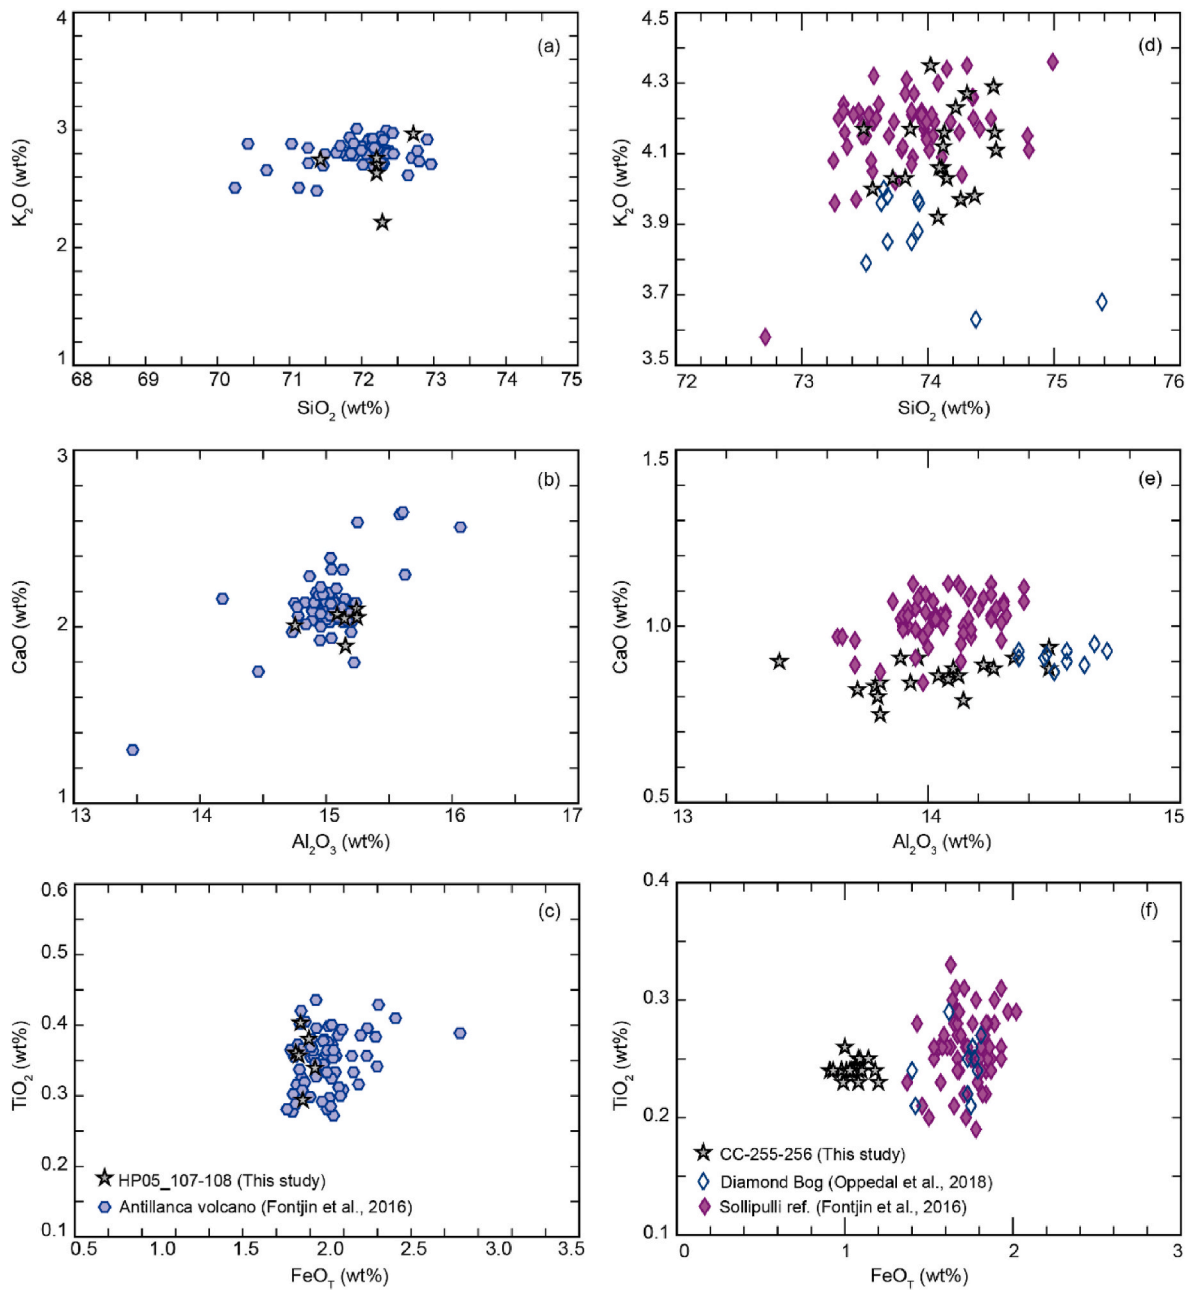 (a)
4
3
2
1
K2O (wt%)
68 69 70 71 72 73 74 75
SiO2 (wt%)
(d)
4.5
4.3
4.1
3.9
3.7
3.5
K2O (wt%)
72 73 74 75 76
SiO2 (wt%)
(b)
3
2
1
CaO (wt%)
13 14 15 16 17
Al2O3 (wt%)
(e)
1.5
1.0
0.5
CaO (wt%)
13 14 15
Al2O3 (wt%)
(c)
0.6
0.5
0.4
0.3
0.2
0.1
TiO2 (wt%)
HP05_107-108 (This study)
Antillanca volcano (Fontjin et al., 2016)
0.5 1.0 1.5 2.0 2.5 3.0 3.5
FeOT (wt%)
(f)
0.4
0.3
0.2
0.1
TiO2 (wt%)
CC-255-256 (This study)
Diamond Bog (Oppedal et al., 2018)
Sollipulli ref. (Fontjin et al., 2016)
0 1 2 3
FeOT (wt%)